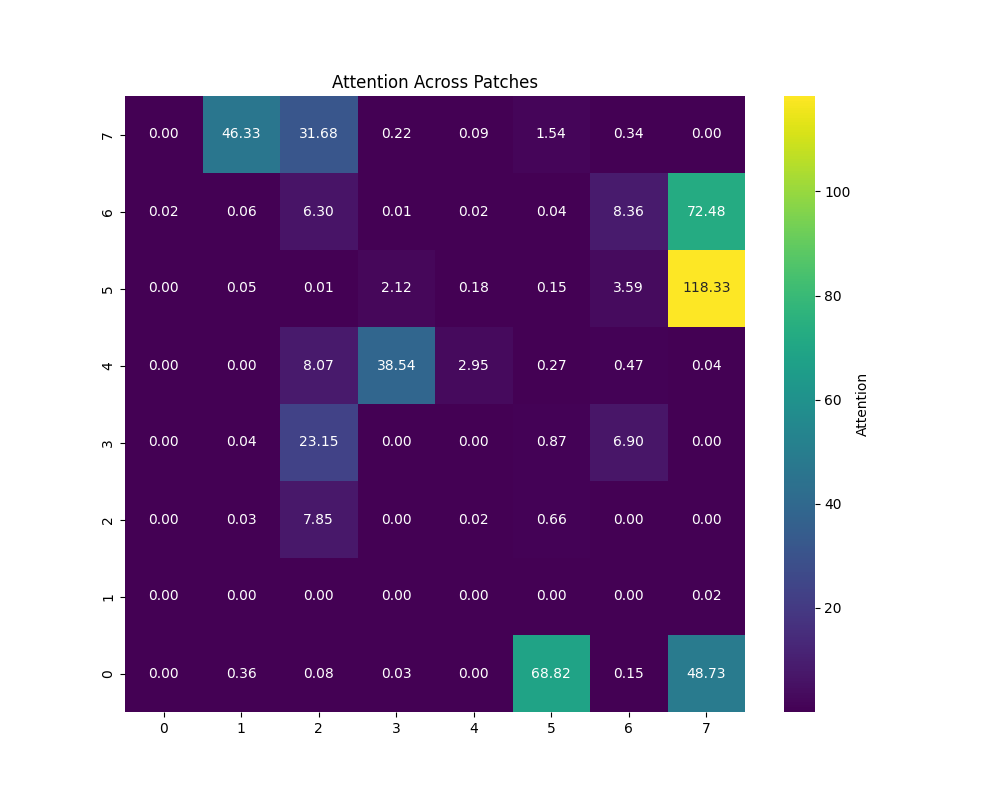 Attention Across Patches
7 0.00 46.33 31.68 0.22 0.09 1.54 0.34 0.00
6 0.02 0.06 6.30 0.01 0.02 0.04 8.36 72.48
5 0.00 0.05 0.01 2.12 0.18 0.15 3.59 118.33
4 0.00 0.00 8.07 38.54 2.95 0.27 0.47 0.04
3 0.00 0.04 23.15 0.00 0.00 0.87 6.90 0.00
2 0.00 0.03 7.85 0.00 0.02 0.66 0.00 0.00
1 0.00 0.00 0.00 0.00 0.00 0.00 0.00 0.02
0 0.00 0.36 0.08 0.03 0.00 68.82 0.15 48.73
0 1 2 3 4 5 6 7
100
80
60
40
20
Attention